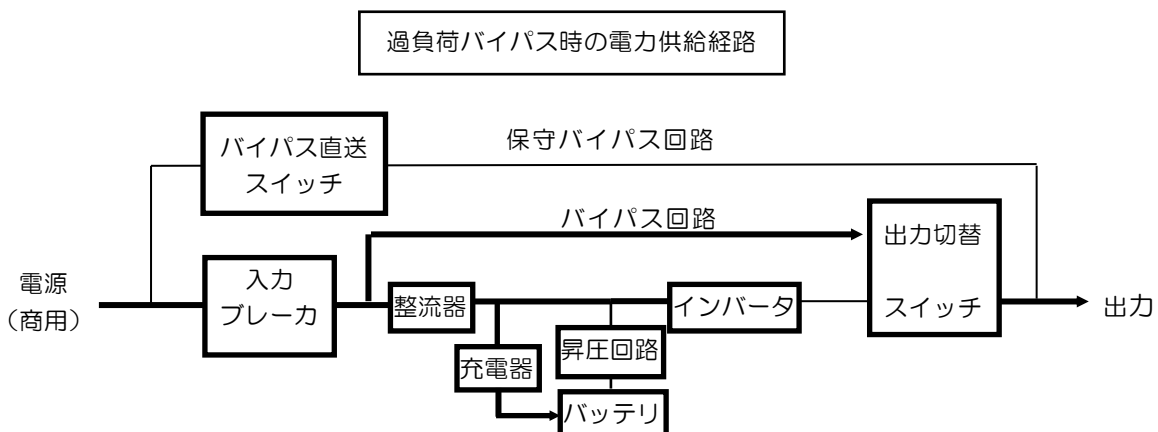 過負荷バイパス時の電力供給経路
保守バイパス回路
バイパス直送
スイッチ
バイパス回路
出力切替
スイッチ
電源
（商用）
入力
ブレーカ
整流器
インバータ
出力
充電器
昇圧回路
バッテリ